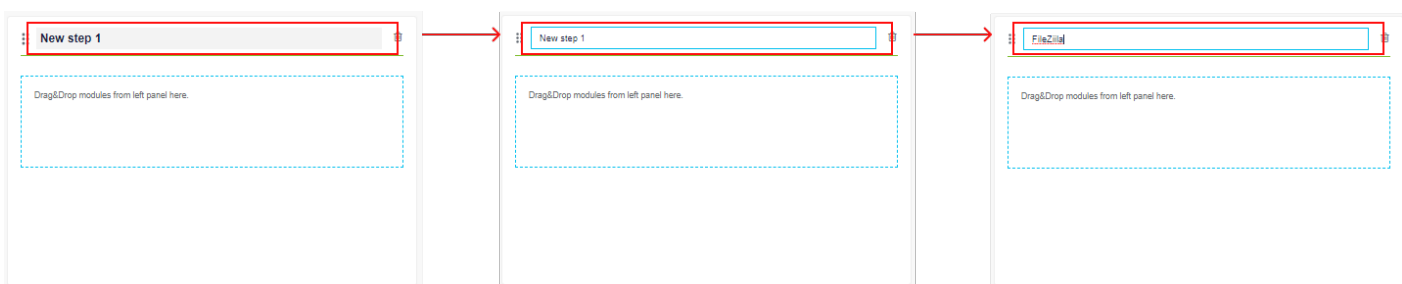 New step 1
Drag&Drop modules from left panel here.
New step 1
Drag&Drop modules from left panel here.
FileZilla
Drag&Drop modules from left panel here.